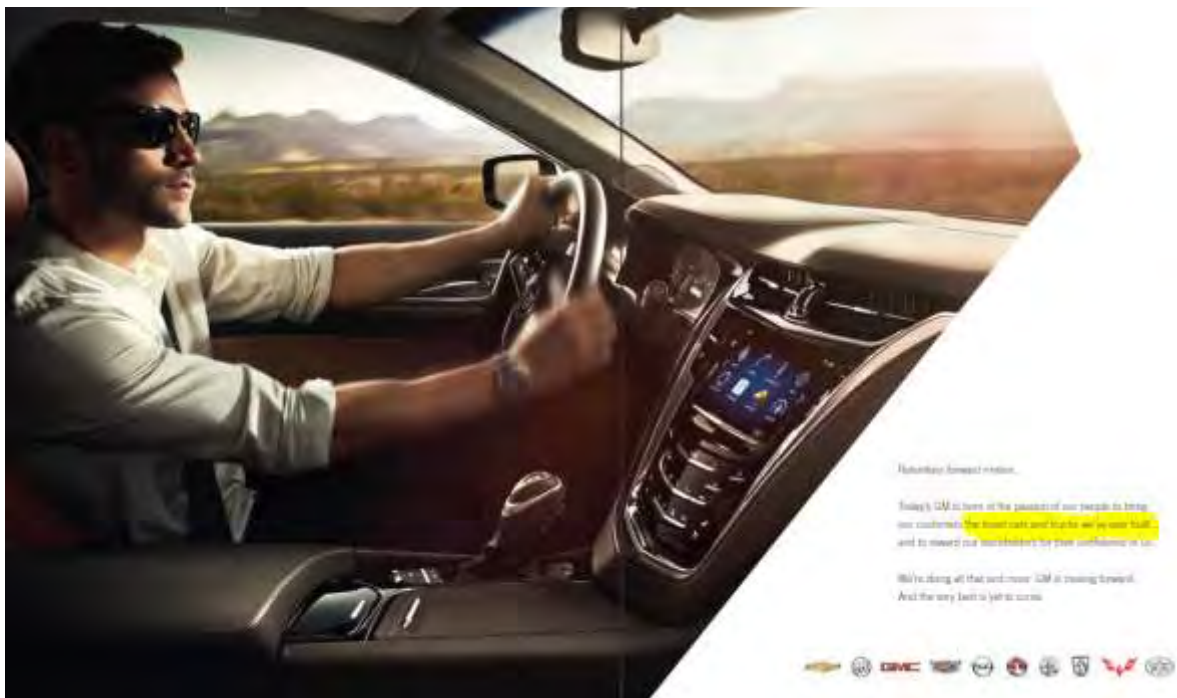 Relentless forward motion.
Today's GM is born of the passion of our people to bring
our customers the finest cars and trucks we've ever built...
and to reward our stockholders for their confidence in us.
We're doing all that and more. GM is moving forward.
And the very best is yet to come.
GMC